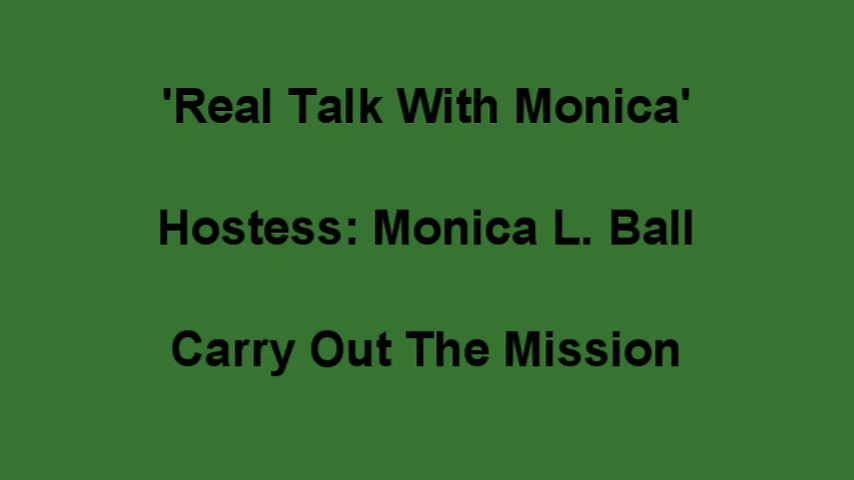 'Real Talk With Monica'
Hostess: Monica L. Ball
Carry Out The Mission